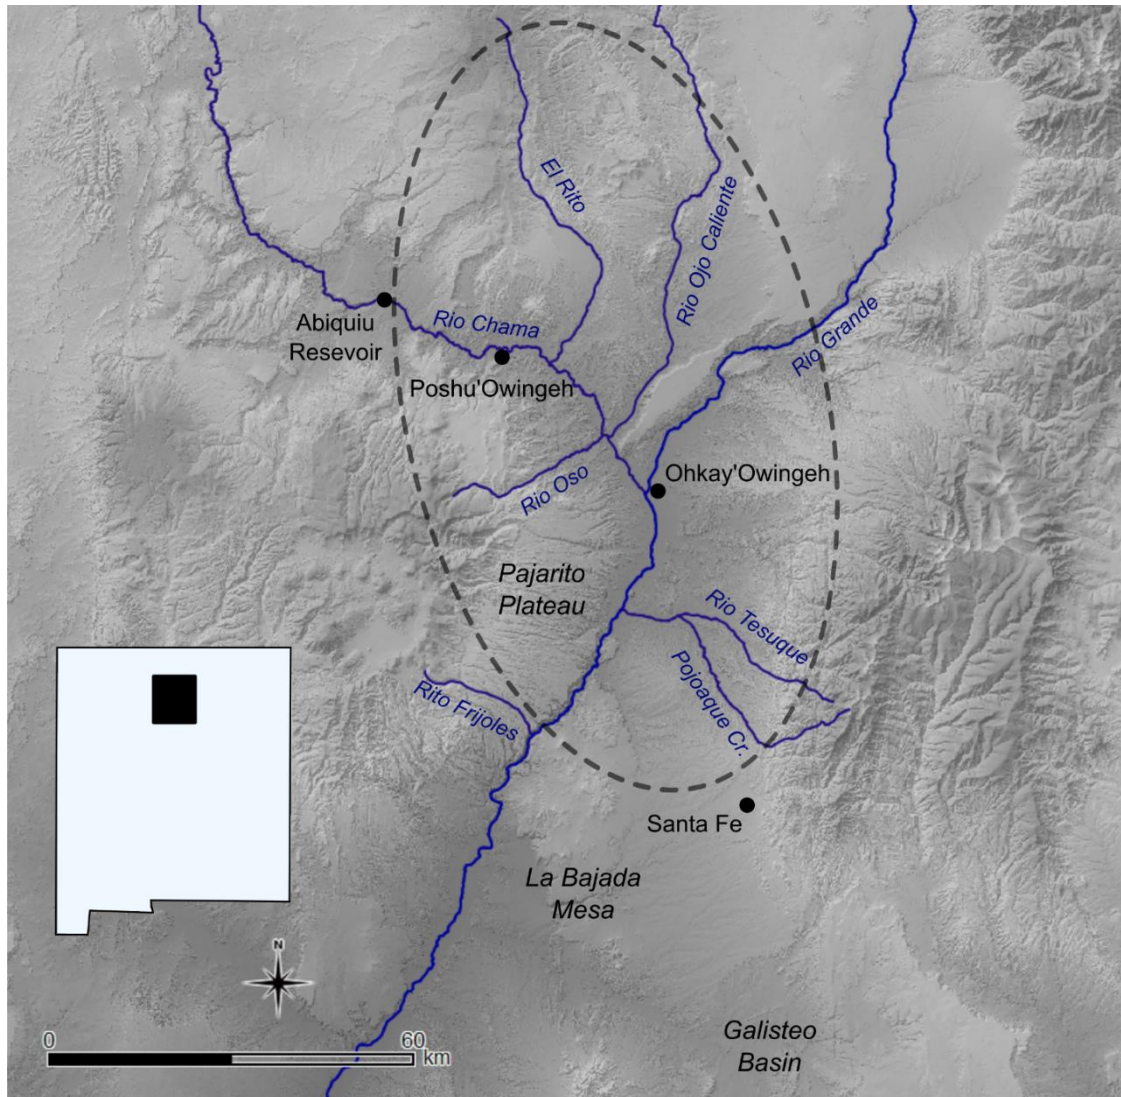 El Rito
Rio Ojo Caliente
Rio Chama
Abiquiu
Resevoir
Rio Grande
Poshu'Owingeh
Rio Oso
Ohkay'Owingeh
Pajarito
Plateau
Rio Tesuque
Pojoaque Cr.
Rito Frijoles
Santa Fe
La Bajada
Mesa
N
Galisteo
Basin
0
60
km